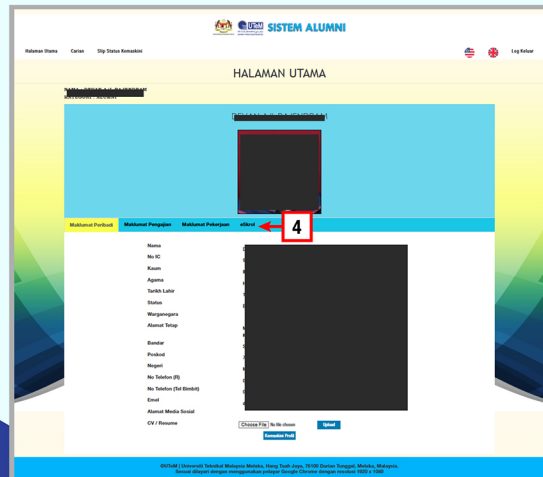 UTeM SISTEM ALUMNI
Halaman Utama Carian Slip Status Kemaskini Log Keluar
HALAMAN UTAMA
Maklumat Peribadi Maklumat Pengajian Maklumat Pekerjaan eSkrol 4
Nama
No IC
Kaum
Agama
Tarikh Lahir
Status
Warganegara
Alamat Tetap
Bandar
Poskod
Negeri
No Telefon (R)
No Telefon (Tel Bimbit)
Emel
Alamat Media Sosial
CV / Resume Choose File No file chosen Upload
Kemaskini Profil
©UTeM | Universiti Teknikal Malaysia Melaka, Hang Tuah Jaya, 76100 Durian Tunggal, Melaka, Malaysia.
Sesuai dilayari dengan menggunakan pelayar Google Chrome dengan resolusi 1920 x 1080